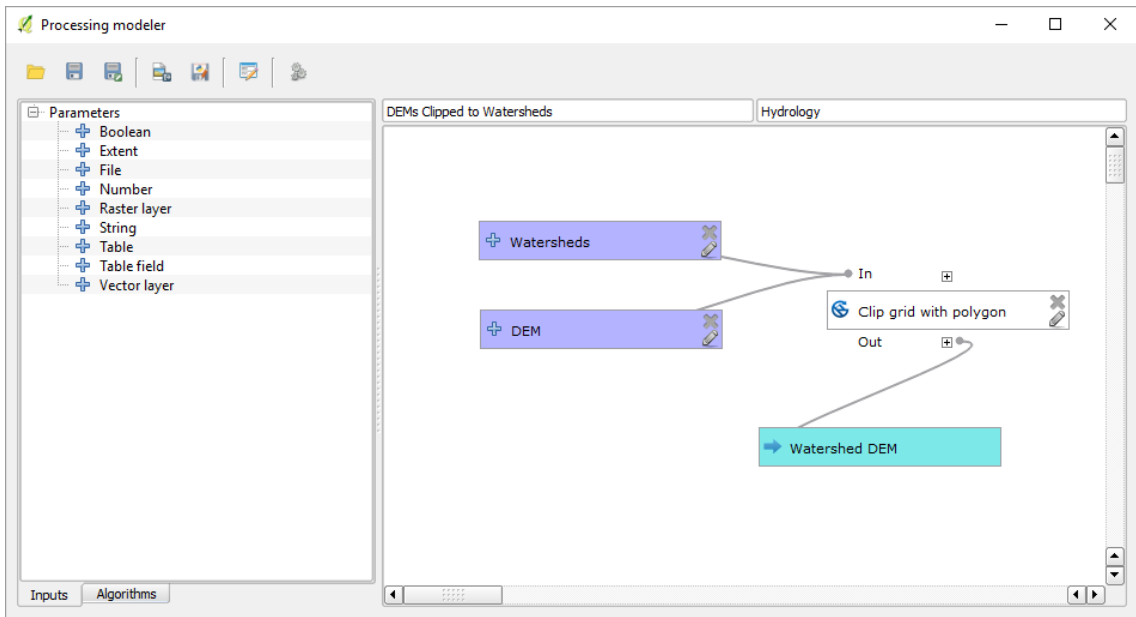 Processing modeler
Parameters
Boolean
Extent
File
Number
Raster layer
String
Table
Table field
Vector layer
Inputs
Algorithms
DEMs Clipped to Watersheds
Hydrology
Watersheds
DEM
In
Clip grid with polygon
Out
Watershed DEM